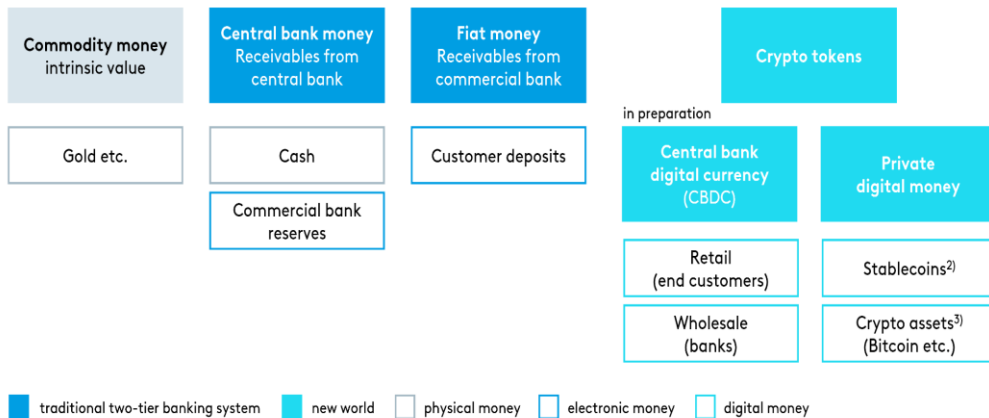 Commodity money
intrinsic value
Central bank money
Receivables from
central bank
Fiat money
Receivables from
commercial bank
Crypto tokens
in preparation
Gold etc.
Cash
Customer deposits
Central bank
digital currency
(CBDC)
Private
digital money
Commercial bank
reserves
Retail
(end customers)
Stablecoins2)
Wholesale
(banks)
Crypto assets3)
(Bitcoin etc.)
traditional two-tier banking system new world physical money electronic money digital money